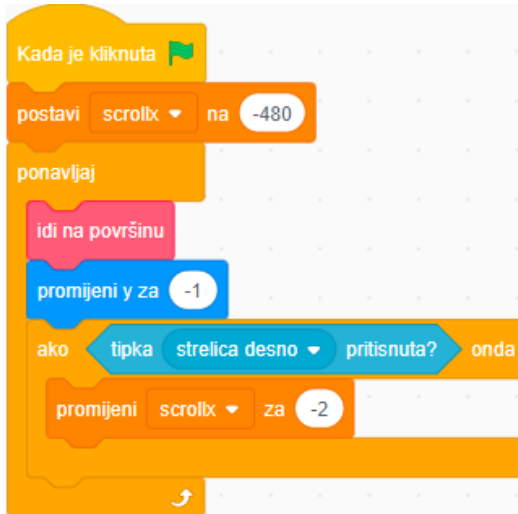 Kada je kliknuta
postavi scrollx na -480
ponavljaj
idi na površinu
promijeni y za -1
ako tipka strelica desno pritisnuta? onda
promijeni scrollx za -2